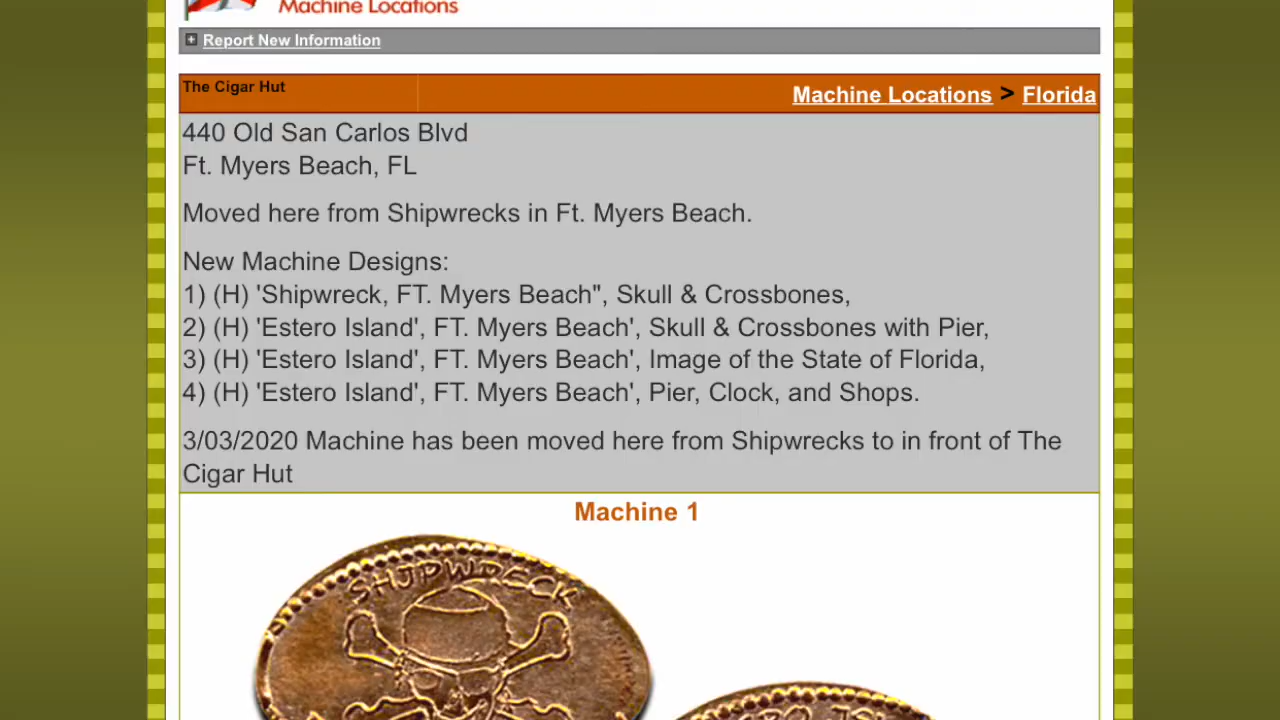 Machine Locations
Report New Information
The Cigar Hut
Machine Locations > Florida
440 Old San Carlos Blvd
Ft. Myers Beach, FL
Moved here from Shipwrecks in Ft. Myers Beach.
New Machine Designs:
1) (H) 'Shipwreck, FT. Myers Beach", Skull & Crossbones,
2) (H) 'Estero Island', FT. Myers Beach', Skull & Crossbones with Pier,
3) (H) 'Estero Island', FT. Myers Beach', Image of the State of Florida,
4) (H) 'Estero Island', FT. Myers Beach', Pier, Clock, and Shops.
3/03/2020 Machine has been moved here from Shipwrecks to in front of The
Cigar Hut
Machine 1
SHIPWRECK